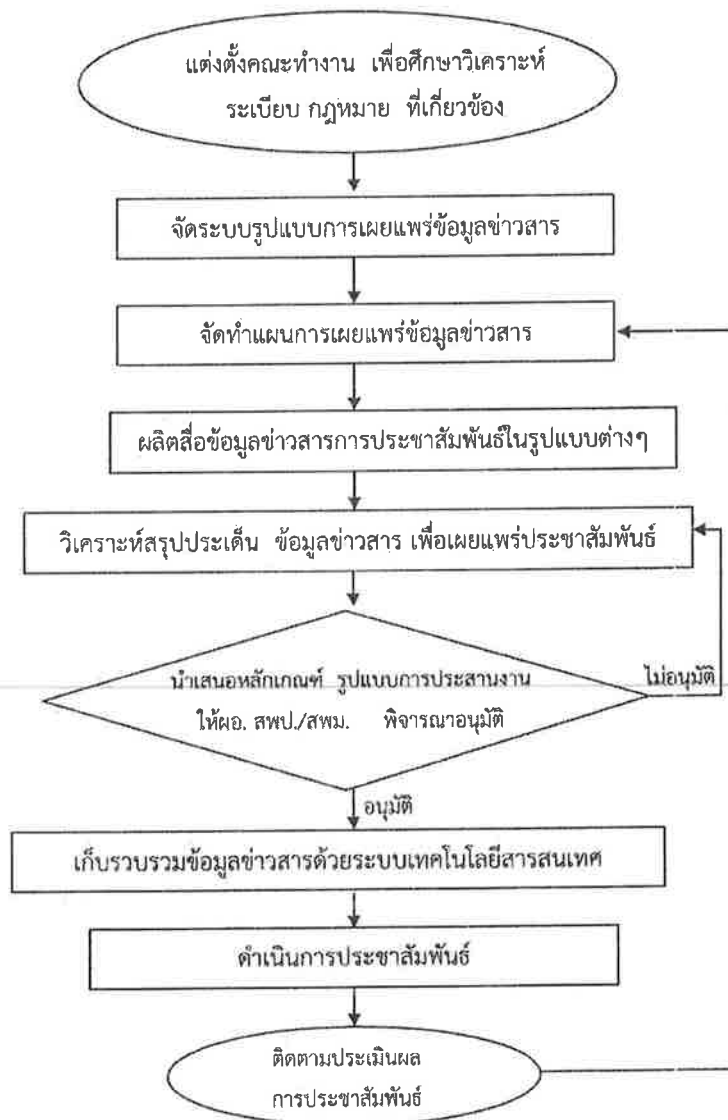 แต่งตั้งคณะทำงาน เพื่อศึกษาวิเคราะห์
ระเบียบ กฎหมาย ที่เกี่ยวข้อง
จัดระบบรูปแบบการเผยแพร่ข้อมูลข่าวสาร
จัดทำแผนการเผยแพร่ข้อมูลข่าวสาร
ผลิตสื่อข้อมูลข่าวสารการประชาสัมพันธ์ในรูปแบบต่างๆ
วิเคราะห์สรุปประเด็น ข้อมูลข่าวสาร เพื่อเผยแพร่ประชาสัมพันธ์
นำเสนอหลักเกณฑ์ รูปแบบการประสานงาน
ไม่อนุมัติ
ให้ผอ. สพป./สพม. พิจารณาอนุมัติ
อนุมัติ
เก็บรวบรวมข้อมูลข่าวสารด้วยระบบเทคโนโลยีสารสนเทศ
ดำเนินการประชาสัมพันธ์
ติดตามประเมินผล
การประชาสัมพันธ์